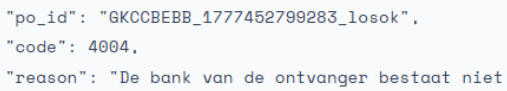 "po_id": "GKCCBEBB_1777452799283_losok",
"code": 4004,
"reason": "De bank van de ontvanger bestaat niet